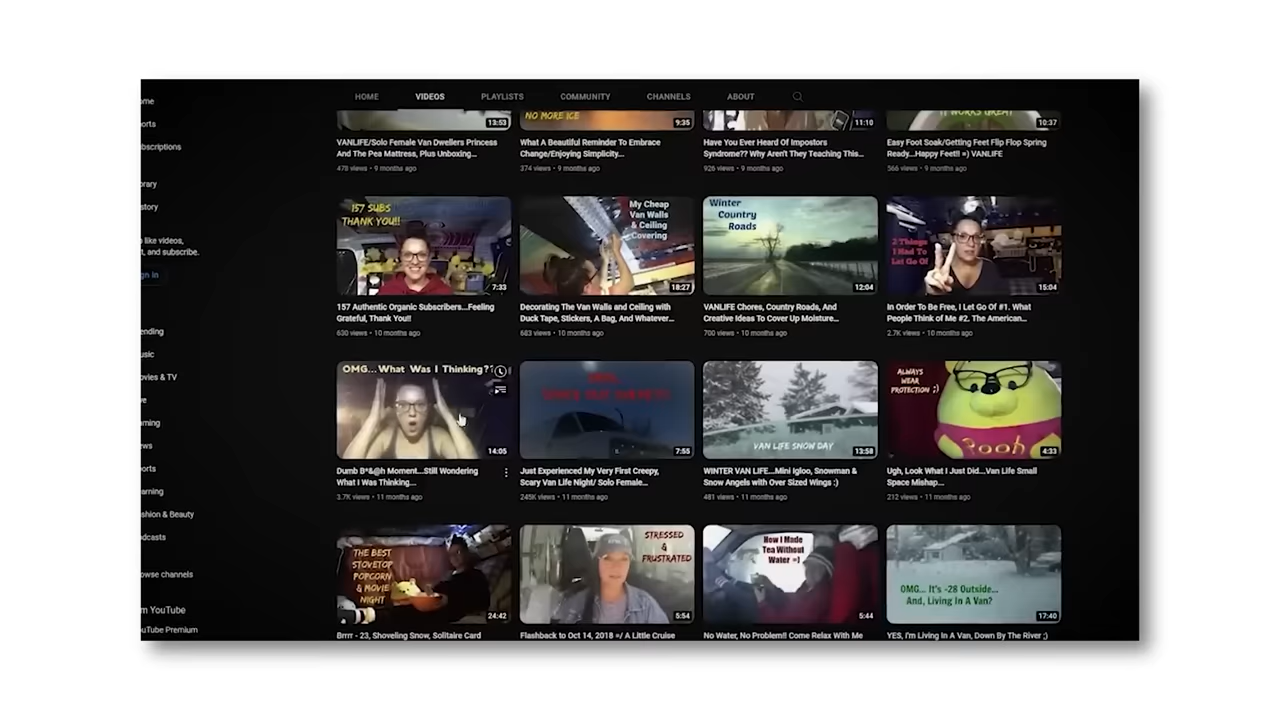 HOME VIDEOS PLAYLISTS COMMUNITY CHANNELS ABOUT
ome
orts
bscriptions
rary
story
like videos,
t, and subscribe.
gn in
ending
usic
ovies & TV
ve
aming
ews
orts
arning
shion & Beauty
dcasts
owse channels
m YouTube
uTube Premium
13:53
NO MORE ICE
9:35
11:10
IT WORKS GREAT
10:37
VANLIFE/Solo Female Van Dwellers Princess
And The Pea Mattress, Plus Unboxing...
478 views • 9 months ago
What A Beautiful Reminder To Embrace
Change/Enjoying Simplicity...
374 views • 9 months ago
Have You Ever Heard Of Impostors
Syndrome?? Why Aren't They Teaching This...
926 views • 9 months ago
Easy Foot Soak/Getting Feet Flip Flop Spring
Ready...Happy Feet!! =) VANLIFE
566 views • 9 months ago
157 SUBS
THANK YOU!!
7:33
My Cheap
Van Walls
& Ceiling
Covering
18:27
Winter
Country
Roads
12:04
2 Things
I Had To
Let Go Of
15:04
157 Authentic Organic Subscribers...Feeling
Grateful, Thank You!!
630 views • 10 months ago
Decorating The Van Walls and Ceiling with
Duck Tape, Stickers, A Bag, And Whatever...
683 views • 10 months ago
VANLIFE Chores, Country Roads, And
Creative Ideas To Cover Up Moisture...
700 views • 10 months ago
In Order To Be Free, I Let Go Of #1. What
People Think of Me #2. The American...
2.7K views • 10 months ago
OMG...What Was I Thinking??
14:05
7:55
VAN LIFE SNOW DAY
13:58
ALWAYS
WEAR
PROTECTION ;)
Pooh
4:33
Dumb B*&@h Moment...Still Wondering
What I Was Thinking...
3.7K views • 11 months ago
Just Experienced My Very First Creepy,
Scary Van Life Night/ Solo Female...
245K views • 11 months ago
WINTER VAN LIFE...Mini Igloo, Snowman &
Snow Angels with Over Sized Wings :)
481 views • 11 months ago
Ugh, Look What I Just Did...Van Life Small
Space Mishap...
212 views • 11 months ago
THE BEST
STOVETOP
POPCORN
& MOVIE
NIGHT
24:42
STRESSED
&
FRUSTRATED
5:54
How I Made
Tea Without
Water =)
5:44
OMG... It's -28 Outside...
And, Living In A Van?
17:40
Brrrr - 23, Shoveling Snow, Solitaire Card
Flashback to Oct 14, 2018 =/ A Little Cruise
No Water, No Problem!! Come Relax With Me
YES, I'm Living In A Van, Down By The River ;)